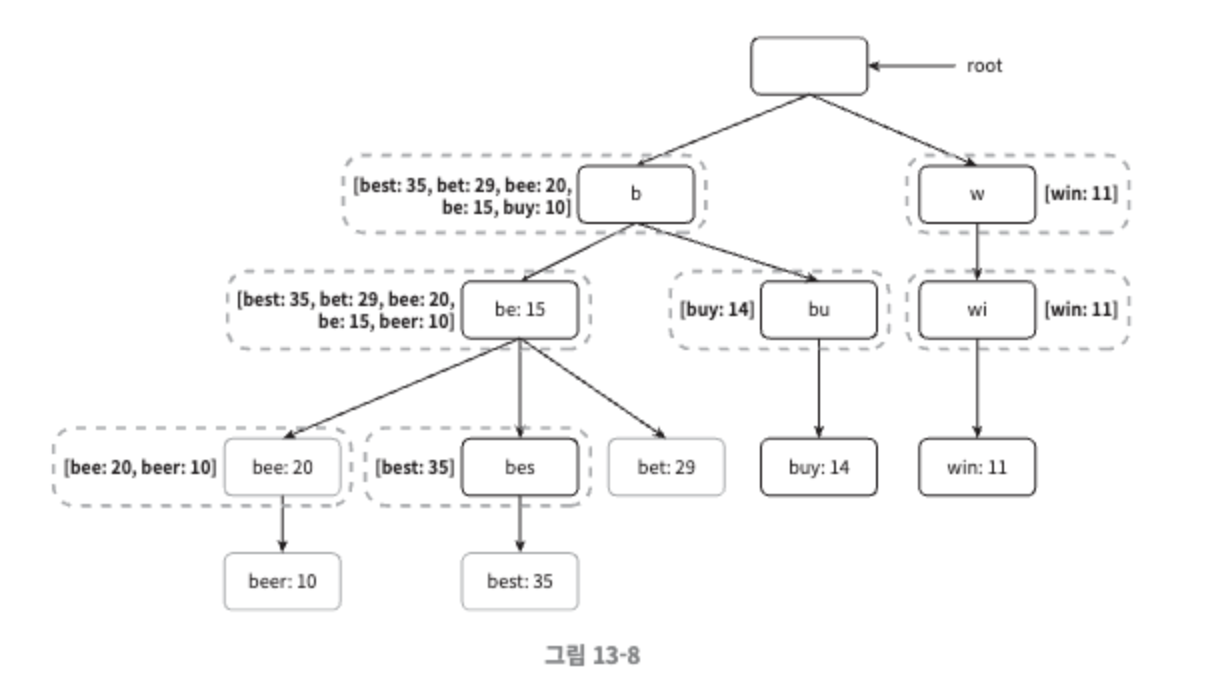 root
[best: 35, bet: 29, bee: 20,
be: 15, buy: 10]
b
w
[win: 11]
[best: 35, bet: 29, bee: 20,
be: 15, beer: 10]
be: 15
[buy: 14]
bu
wi
[win: 11]
[bee: 20, beer: 10]
bee: 20
[best: 35]
bes
bet: 29
buy: 14
win: 11
beer: 10
best: 35
그림 13-8